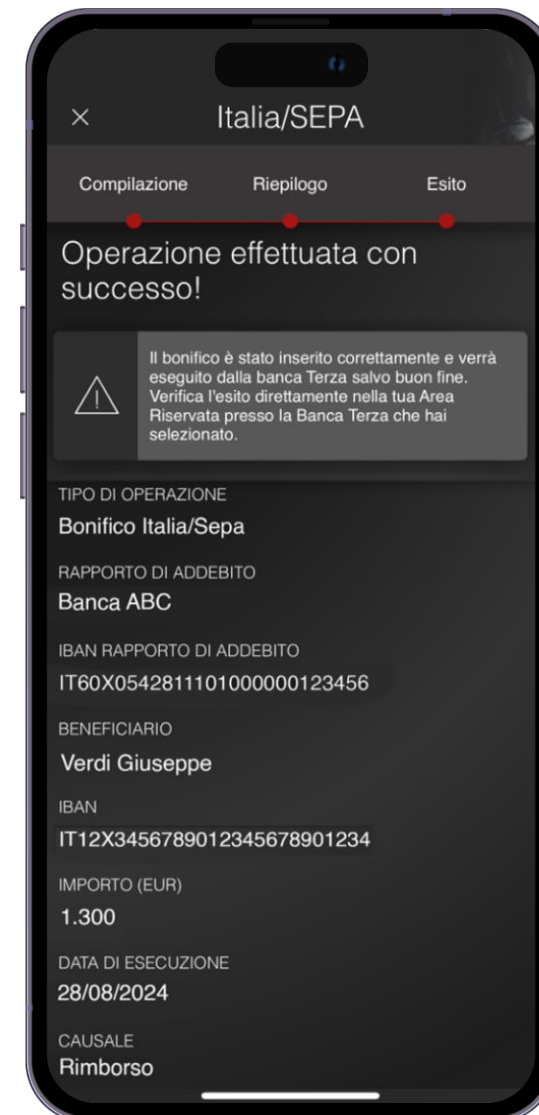 Italia/SEPA
Compilazione Riepilogo Esito
Operazione effettuata con
successo!
Il bonifico è stato inserito correttamente e verrà
eseguito dalla banca Terza salvo buon fine.
Verifica l'esito direttamente nella tua Area
Riservata presso la Banca Terza che hai
selezionato.
TIPO DI OPERAZIONE
Bonifico Italia/Sepa
RAPPORTO DI ADDEBITO
Banca ABC
IBAN RAPPORTO DI ADDEBITO
IT60X0542811101000000123456
BENEFICIARIO
Verdi Giuseppe
IBAN
IT12X3456789012345678901234
IMPORTO (EUR)
1.300
DATA DI ESECUZIONE
28/08/2024
CAUSALE
Rimborso